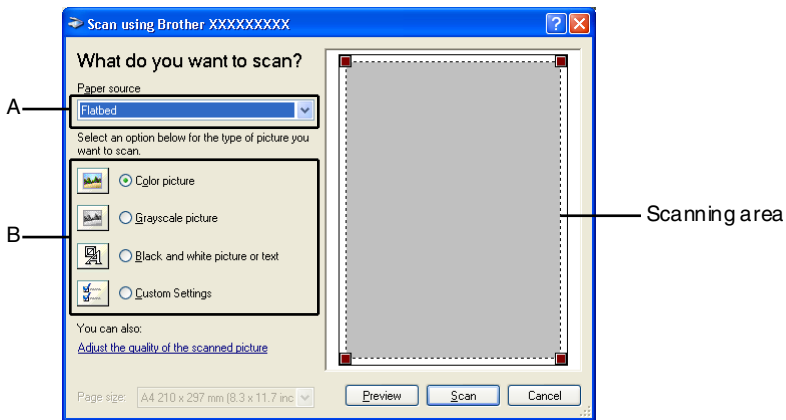 Scan using Brother XXXXXXXXX
What do you want to scan?
Paper source
A
Flatbed
Select an option below for the type of picture you
want to scan.
Color picture
Grayscale picture
B
Black and white picture or text
Custom Settings
You can also:
Adjust the quality of the scanned picture
Page size:
A4 210 x 297 mm (8.3 x 11.7 inc
Scanning area
Preview
Scan
Cancel